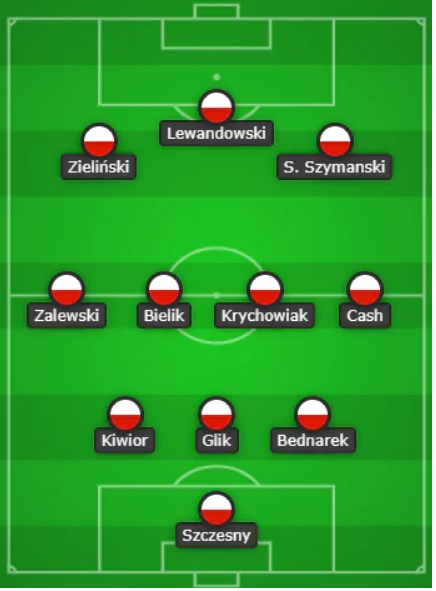 Lewandowski
Zieliński
S. Szymanski
Zalewski
Bielik
Krychowiak
Cash
Kiwior
Glik
Bednarek
Szczesny